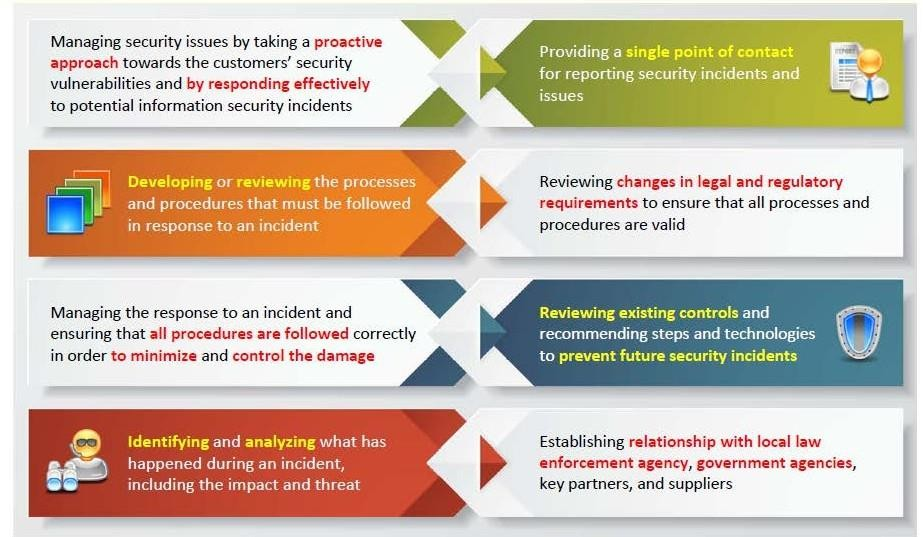 Managing security issues by taking a proactive
approach towards the customers' security
vulnerabilities and by responding effectively
to potential information security incidents
Providing a single point of contact
for reporting security incidents and
issues
Developing or reviewing the processes
and procedures that must be followed
in response to an incident
Reviewing changes in legal and regulatory
requirements to ensure that all processes and
procedures are valid
Managing the response to an incident and
ensuring that all procedures are followed correctly
in order to minimize and control the damage
Reviewing existing controls and
recommending steps and technologies
to prevent future security incidents
Identifying and analyzing what has
happened during an incident,
including the impact and threat
Establishing relationship with local law
enforcement agency, government agencies,
key partners, and suppliers